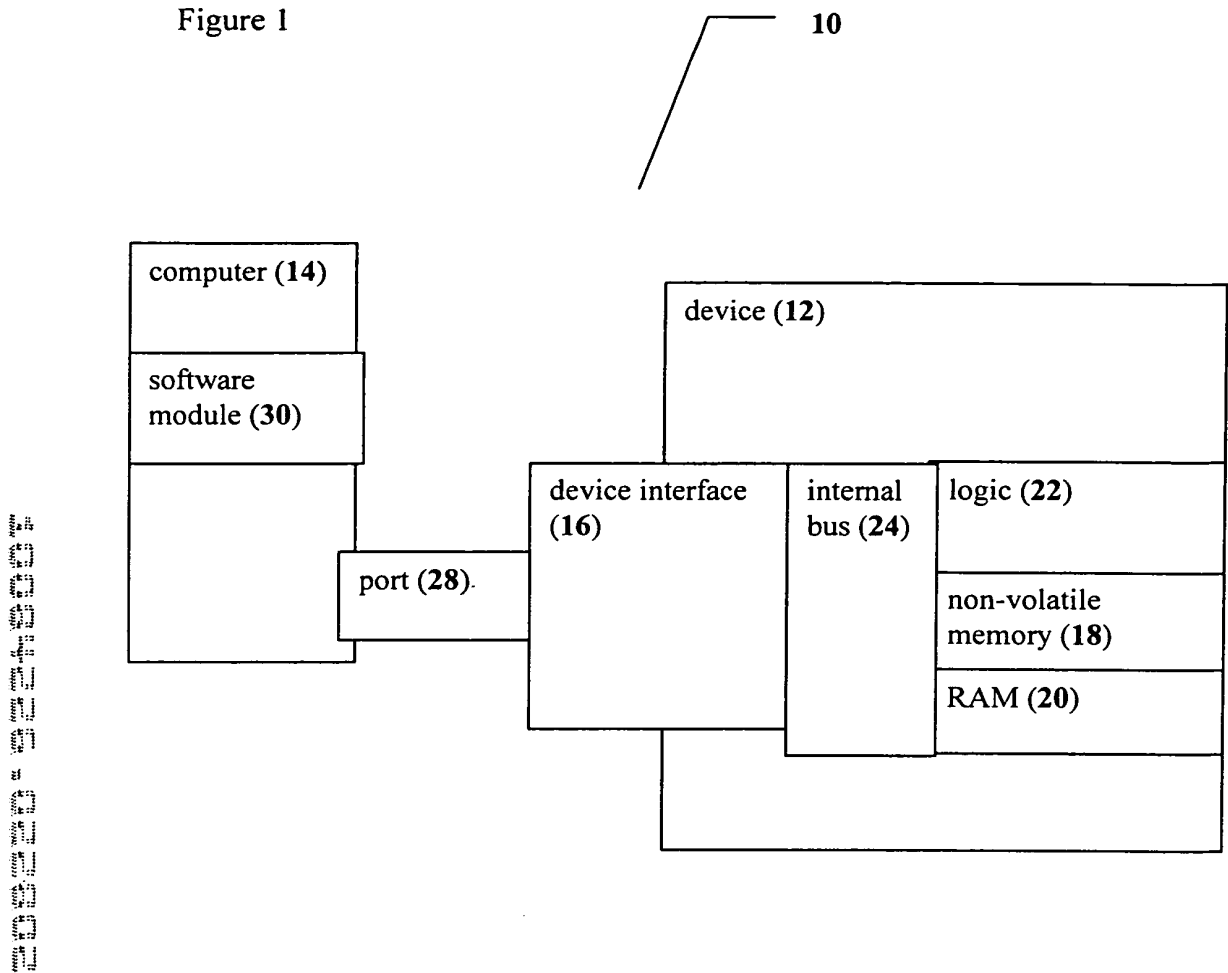 Figure 1
10
computer (14)
device (12)
software
module (30)
device interface
(16)
internal
bus (24)
logic (22)
port (28).
non-volatile
memory (18)
RAM (20)